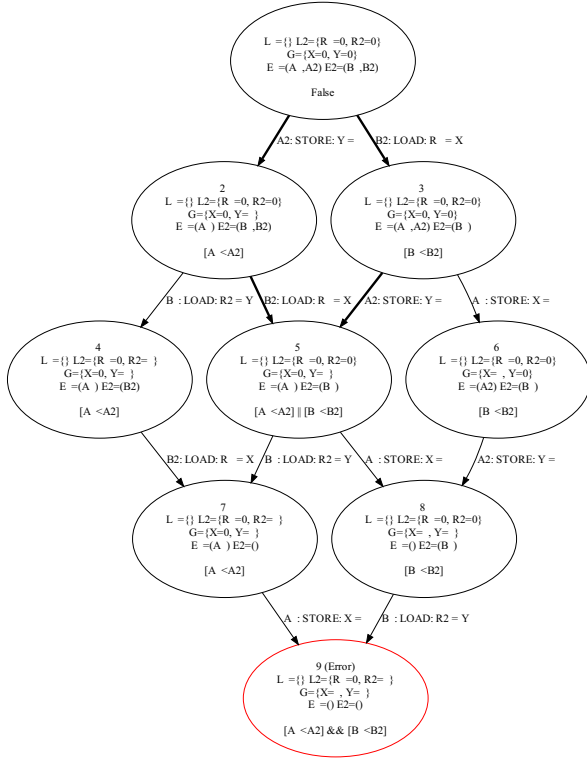 L ={} L2={R =0, R2=0}
G={X=0, Y=0}
E =(A ,A2) E2=(B ,B2)
False
A2: STORE: Y =
B2: LOAD: R = X
2
L ={} L2={R =0, R2=0}
G={X=0, Y= }
E =(A ) E2=(B ,B2)
[A <A2]
3
L ={} L2={R =0, R2=0}
G={X=0, Y=0}
E =(A ,A2) E2=(B )
[B <B2]
B : LOAD: R2 = Y
B2: LOAD: R = X
A2: STORE: Y =
A : STORE: X =
4
L ={} L2={R =0, R2= }
G={X=0, Y= }
E =(A ) E2=(B2)
[A <A2]
5
L ={} L2={R =0, R2=0}
G={X=0, Y= }
E =(A ) E2=(B )
[A <A2] || [B <B2]
6
L ={} L2={R =0, R2=0}
G={X= , Y=0}
E =(A2) E2=(B )
[B <B2]
B2: LOAD: R = X
B : LOAD: R2 = Y
A : STORE: X =
A2: STORE: Y =
7
L ={} L2={R =0, R2= }
G={X=0, Y= }
E =(A ) E2=()
[A <A2]
8
L ={} L2={R =0, R2=0}
G={X= , Y= }
E =() E2=(B )
[B <B2]
A : STORE: X =
B : LOAD: R2 = Y
9 (Error)
L ={} L2={R =0, R2= }
G={X= , Y= }
E =() E2=()
[A <A2] && [B <B2]